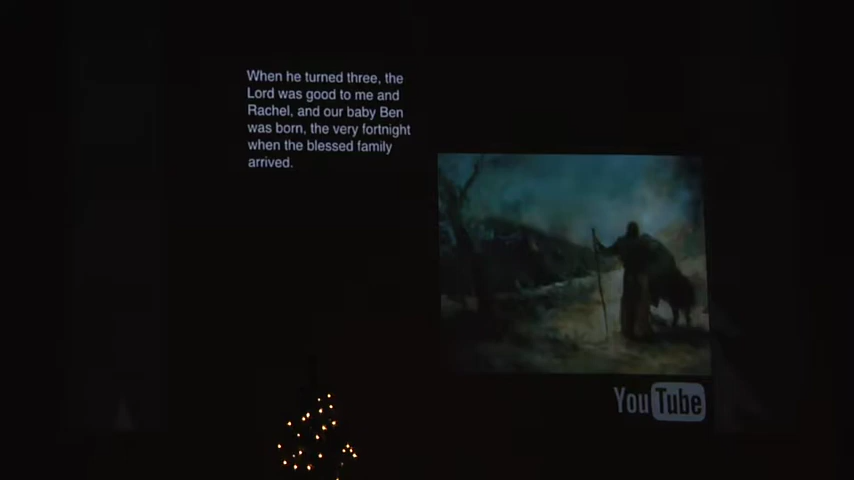 When he turned three, the
Lord was good to me and
Rachel, and our baby Ben
was born, the very fortnight
when the blessed family
arrived.
YouTube